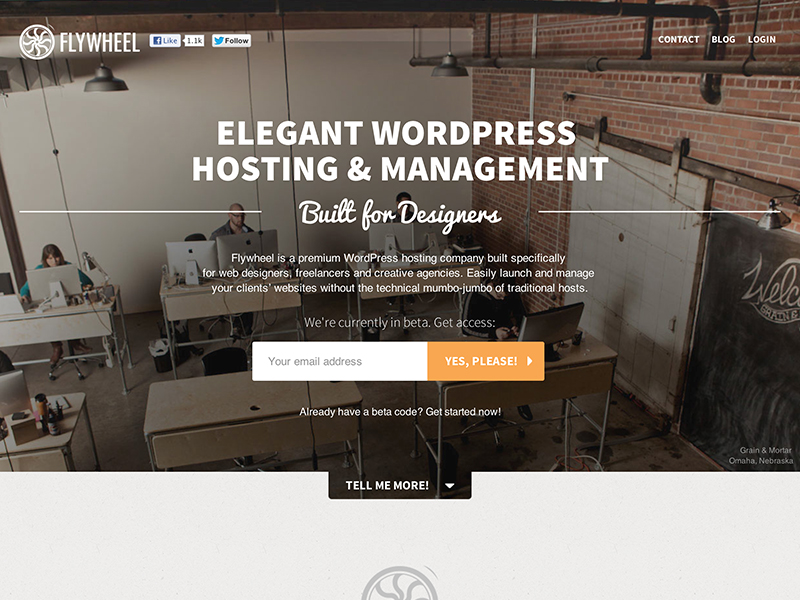 FLYWHEEL
Like 1.1k Follow
CONTACT BLOG LOGIN
ELEGANT WORDPRESS
HOSTING & MANAGEMENT
Built for Designers
Flywheel is a premium WordPress hosting company built specifically
for web designers, freelancers and creative agencies. Easily launch and manage
your clients' websites without the technical mumbo-jumbo of traditional hosts.
We're currently in beta. Get access:
Your email address YES, PLEASE!
Already have a beta code? Get started now!
Grain & Mortar
Omaha, Nebraska
TELL ME MORE!